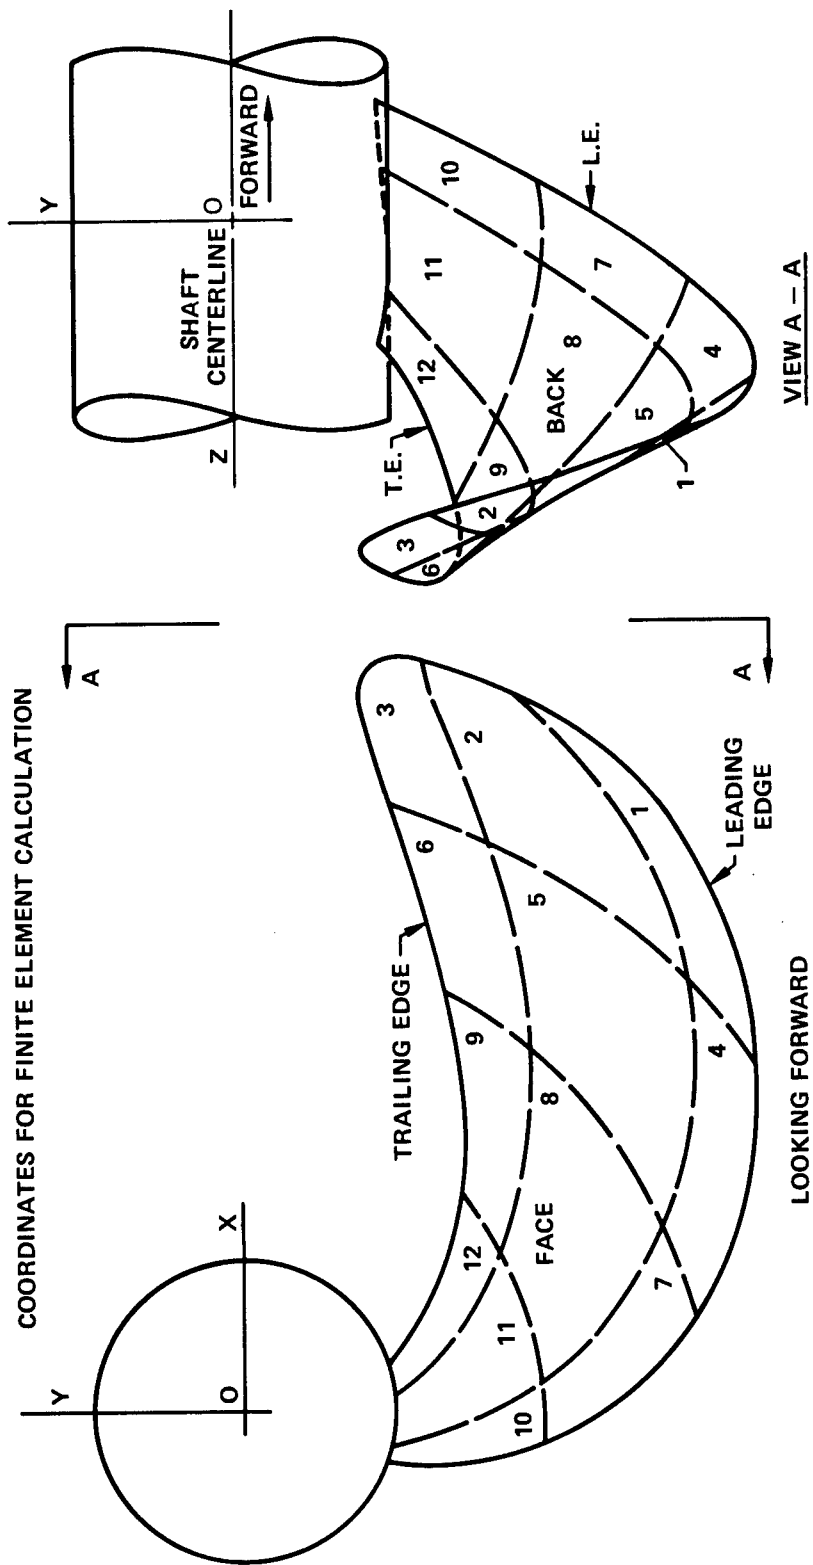 COORDINATES FOR FINITE ELEMENT CALCULATION
Y
X
O
TRAILING EDGE
3
2
6
1
5
9
4
8
12
FACE
7
11
10
LEADING
EDGE
LOOKING FORWARD
A
A
Y
O
Z
SHAFT
CENTERLINE
FORWARD
T.E.
L.E.
10
11
12
7
8
BACK
9
4
5
2
3
6
1
VIEW A – A